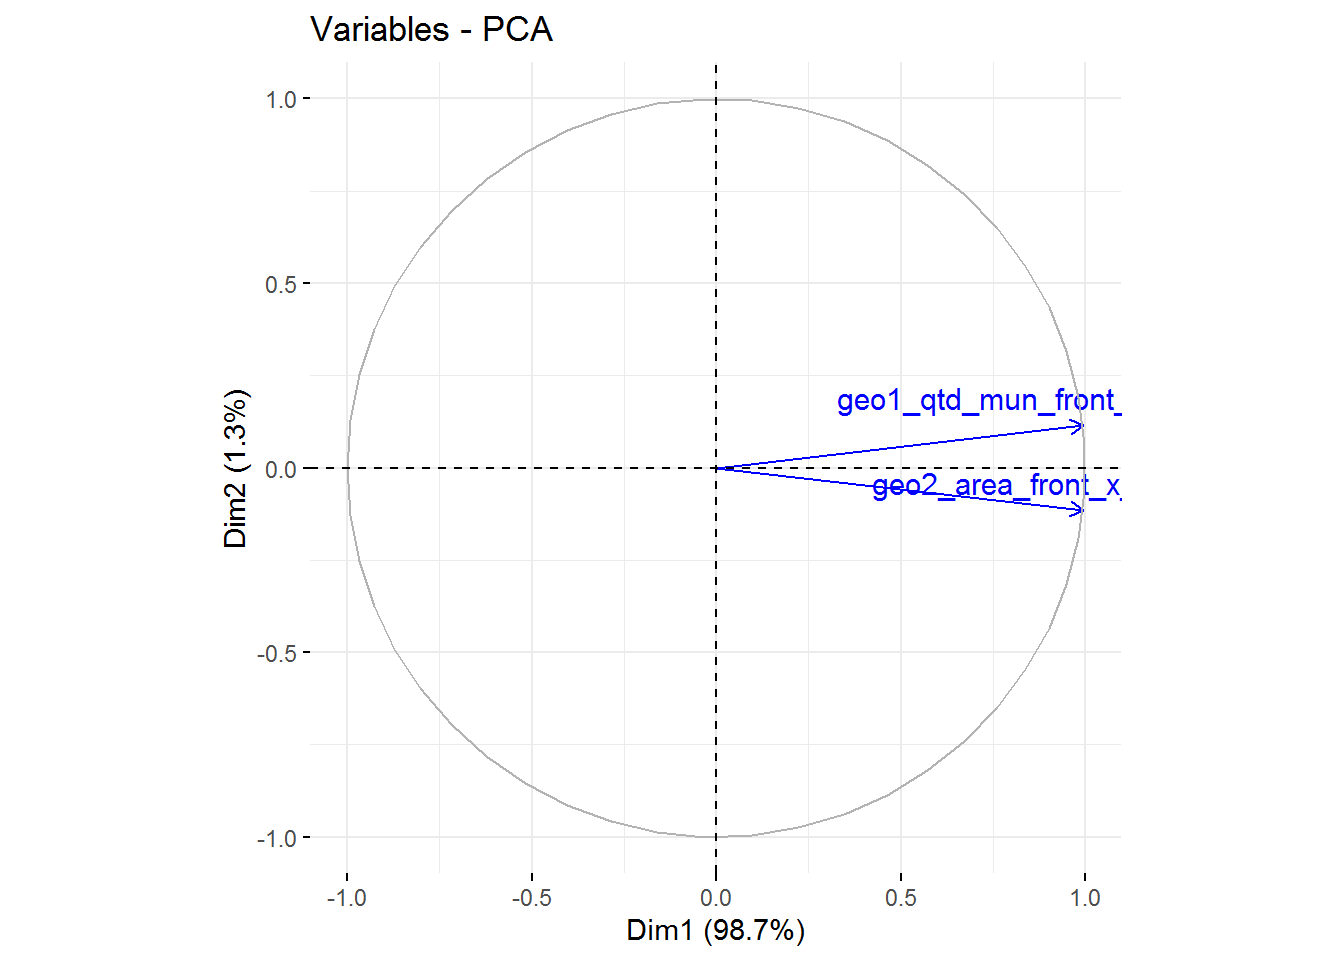 Variables - PCA
1.0
0.5
0.0
-0.5
-1.0
Dim2 (1.3%)
geo1_qtd_mun_front_
geo2_area_front_x_
-1.0
-0.5
0.0
0.5
1.0
Dim1 (98.7%)